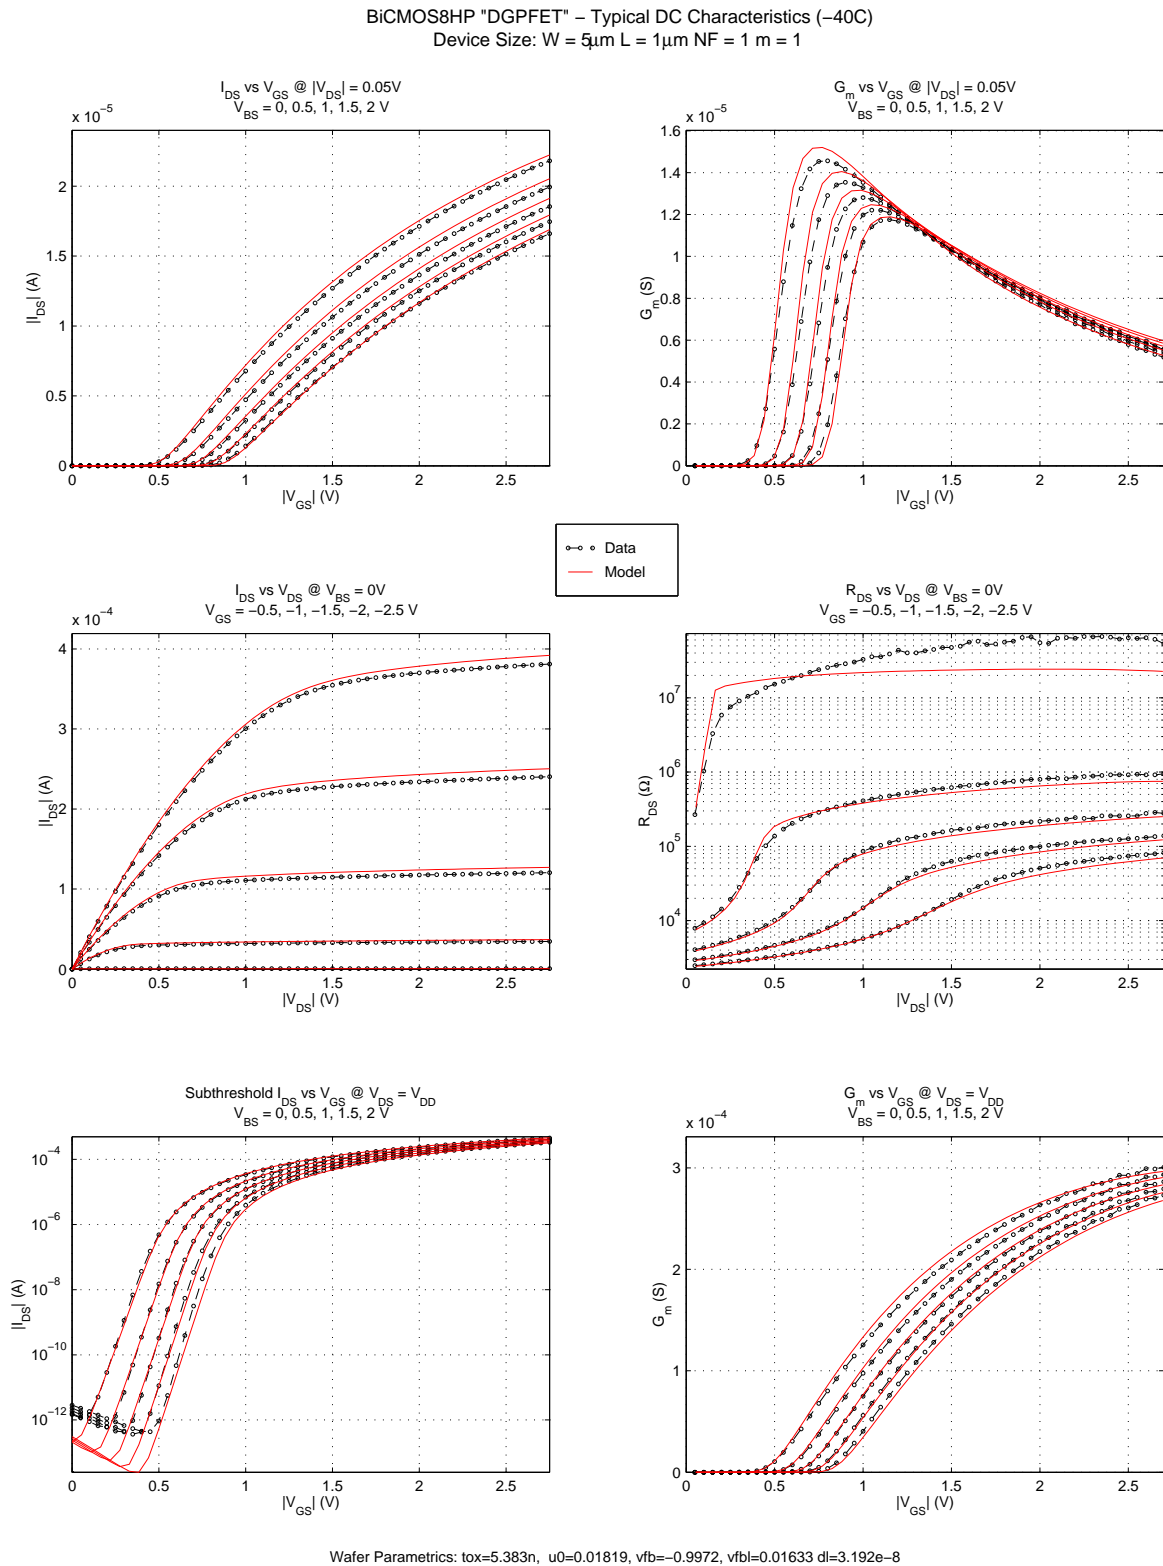 BiCMOS8HP "DGPFET" − Typical DC Characteristics (−40C)
Device Size: W = 5μm L = 1μm NF = 1 m = 1
I_DS vs V_GS @ |V_DS| = 0.05V
V_BS = 0, 0.5, 1, 1.5, 2 V
x 10^−5
2
1.5
1
0.5
0
0 0.5 1 1.5 2 2.5
|I_DS| (A)
|V_GS| (V)
G_m vs V_GS @ |V_DS| = 0.05V
V_BS = 0, 0.5, 1, 1.5, 2 V
x 10^−5
1.6
1.4
1.2
1
0.8
0.6
0.4
0.2
0
0 0.5 1 1.5 2 2.5
G_m (S)
|V_GS| (V)
Data
Model
I_DS vs V_DS @ V_BS = 0V
V_GS = −0.5, −1, −1.5, −2, −2.5 V
x 10^−4
4
3
2
1
0
0 0.5 1 1.5 2 2.5
|I_DS| (A)
|V_DS| (V)
R_DS vs V_DS @ V_BS = 0V
V_GS = −0.5, −1, −1.5, −2, −2.5 V
10^7
10^6
10^5
10^4
0 0.5 1 1.5 2 2.5
R_DS (Ω)
|V_DS| (V)
Subthreshold I_DS vs V_GS @ V_DS = V_DD
V_BS = 0, 0.5, 1, 1.5, 2 V
10^−4
10^−6
10^−8
10^−10
10^−12
0 0.5 1 1.5 2 2.5
|I_DS| (A)
|V_GS| (V)
G_m vs V_GS @ V_DS = V_DD
V_BS = 0, 0.5, 1, 1.5, 2 V
x 10^−4
3
2
1
0
0 0.5 1 1.5 2 2.5
G_m (S)
|V_GS| (V)
Wafer Parametrics: tox=5.383n, u0=0.01819, vfb=−0.9972, vfbl=0.01633 dl=3.192e−8